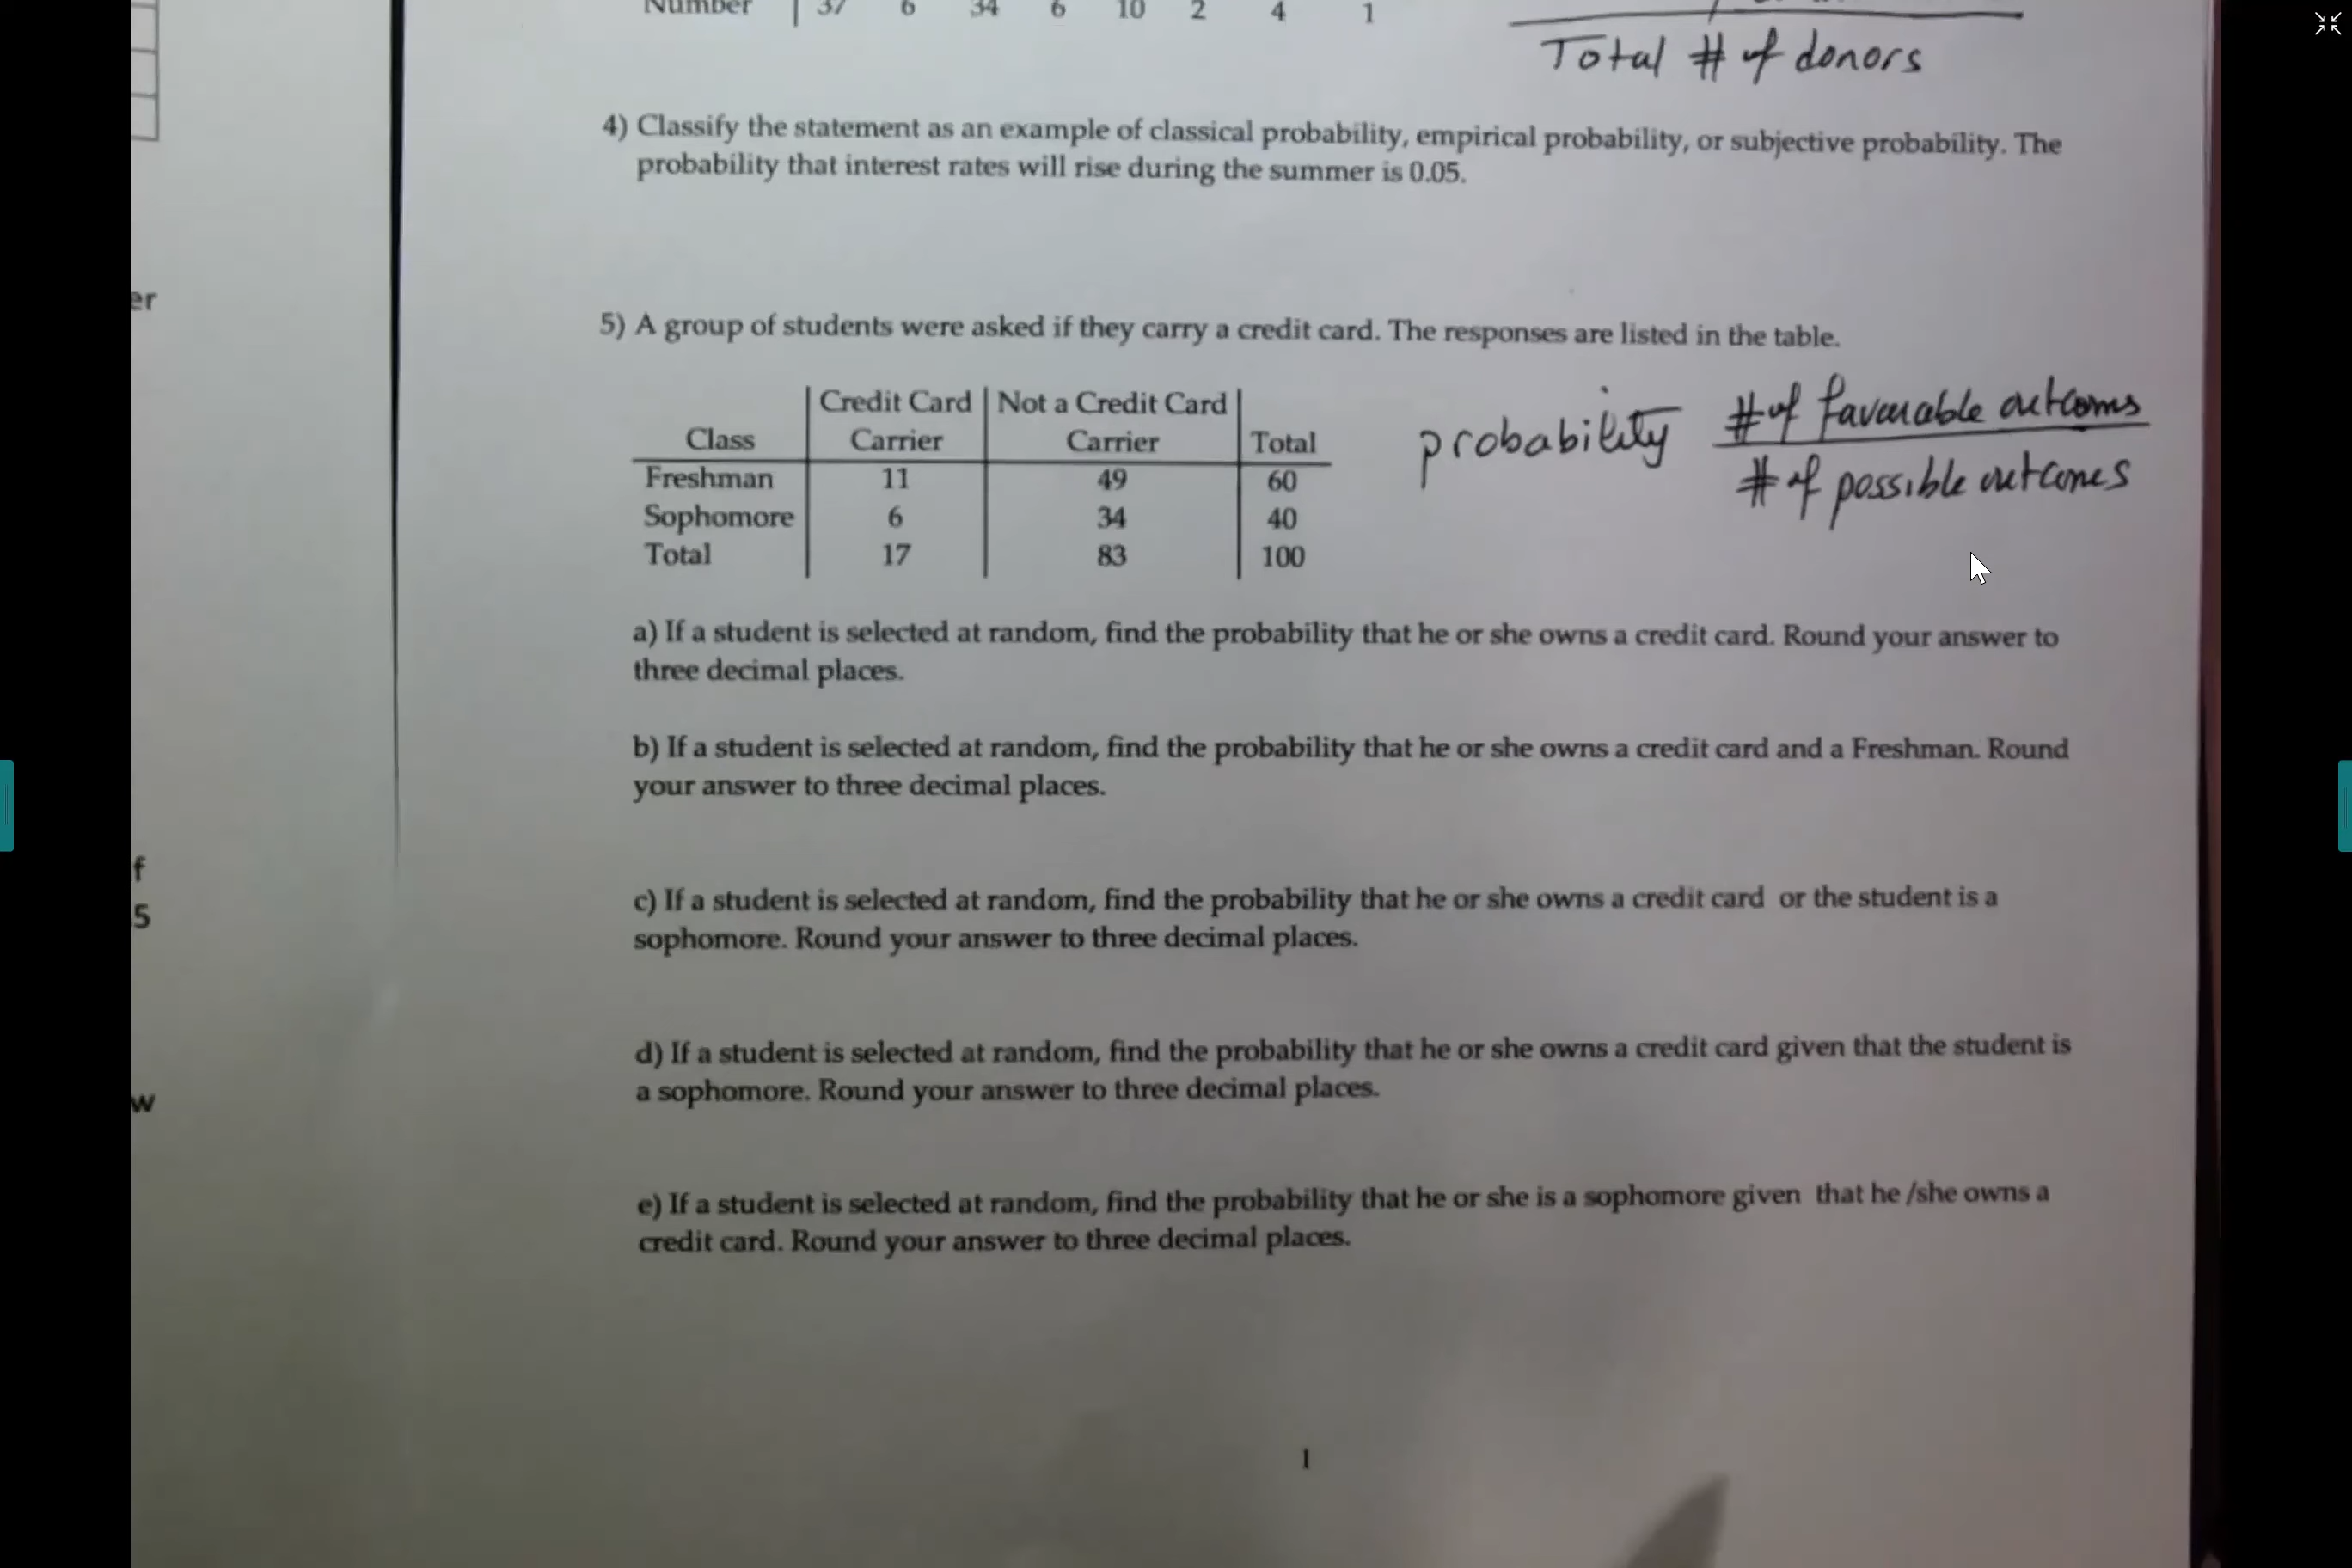 Number 37 6 34 6 10 2 4 1
Total # of donors
4) Classify the statement as an example of classical probability, empirical probability, or subjective probability. The
probability that interest rates will rise during the summer is 0.05.
er
5) A group of students were asked if they carry a credit card. The responses are listed in the table.
Credit Card Not a Credit Card
Class Carrier Carrier Total
Freshman 11 49 60
Sophomore 6 34 40
Total 17 83 100
probability # of favourable outcoms
# of possible outcomes
a) If a student is selected at random, find the probability that he or she owns a credit card. Round your answer to
three decimal places.
b) If a student is selected at random, find the probability that he or she owns a credit card and a Freshman. Round
your answer to three decimal places.
f
5
c) If a student is selected at random, find the probability that he or she owns a credit card or the student is a
sophomore. Round your answer to three decimal places.
d) If a student is selected at random, find the probability that he or she owns a credit card given that the student is
a sophomore. Round your answer to three decimal places.
w
e) If a student is selected at random, find the probability that he or she is a sophomore given that he /she owns a
credit card. Round your answer to three decimal places.
1